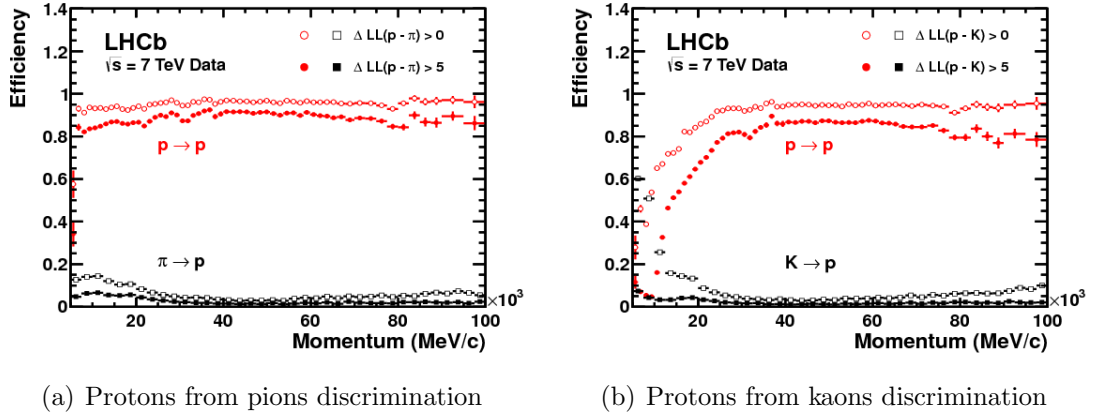 Efficiency
1.4
1.2
1
0.8
0.6
0.4
0.2
0
LHCb
√s = 7 TeV Data
Δ LL(p - π) > 0
Δ LL(p - π) > 5
p → p
π → p
20
40
60
80
100
×10³
Momentum (MeV/c)
(a) Protons from pions discrimination
Efficiency
1.4
1.2
1
0.8
0.6
0.4
0.2
0
LHCb
√s = 7 TeV Data
Δ LL(p - K) > 0
Δ LL(p - K) > 5
p → p
K → p
20
40
60
80
100
×10³
Momentum (MeV/c)
(b) Protons from kaons discrimination